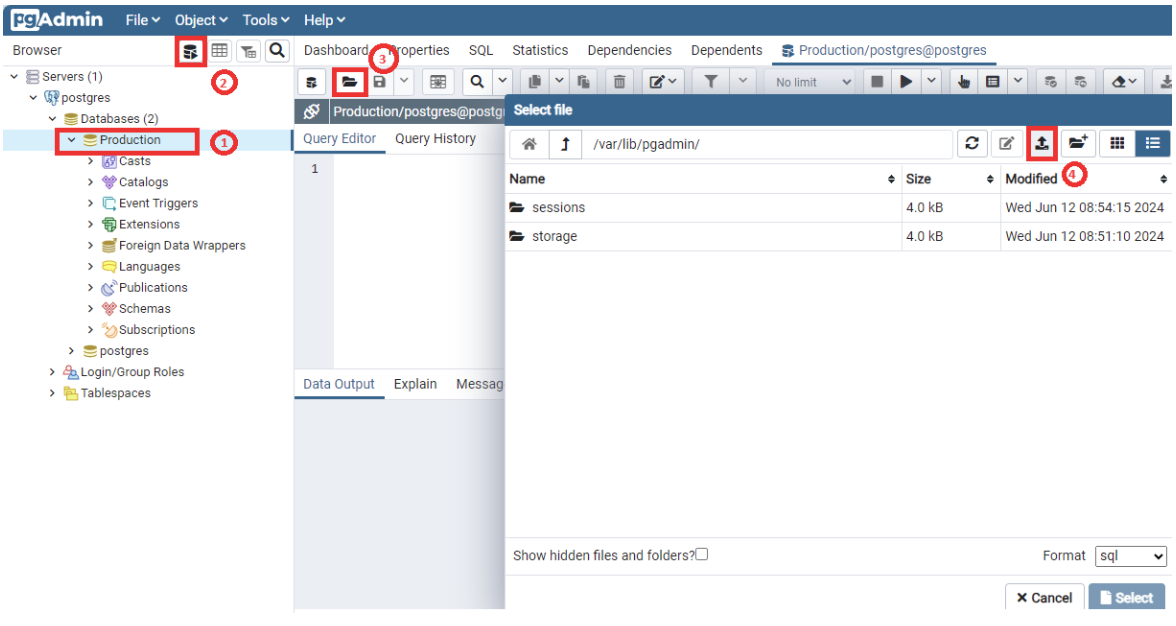 pgAdmin File Object Tools Help
Browser
Dashboard Properties SQL Statistics Dependencies Dependents Production/postgres@postgres
3
2
Servers (1)
No limit
postgres
Production/postgres@postg
Select file
Databases (2)
Production
1
Query Editor Query History
/var/lib/pgadmin/
Casts
1
Name Size Modified
4
Catalogs
Event Triggers
sessions 4.0 kB Wed Jun 12 08:54:15 2024
Extensions
storage 4.0 kB Wed Jun 12 08:51:10 2024
Foreign Data Wrappers
Languages
Publications
Schemas
Subscriptions
postgres
Login/Group Roles
Tablespaces
Data Output Explain Messag
Show hidden files and folders?
Format sql
Cancel Select